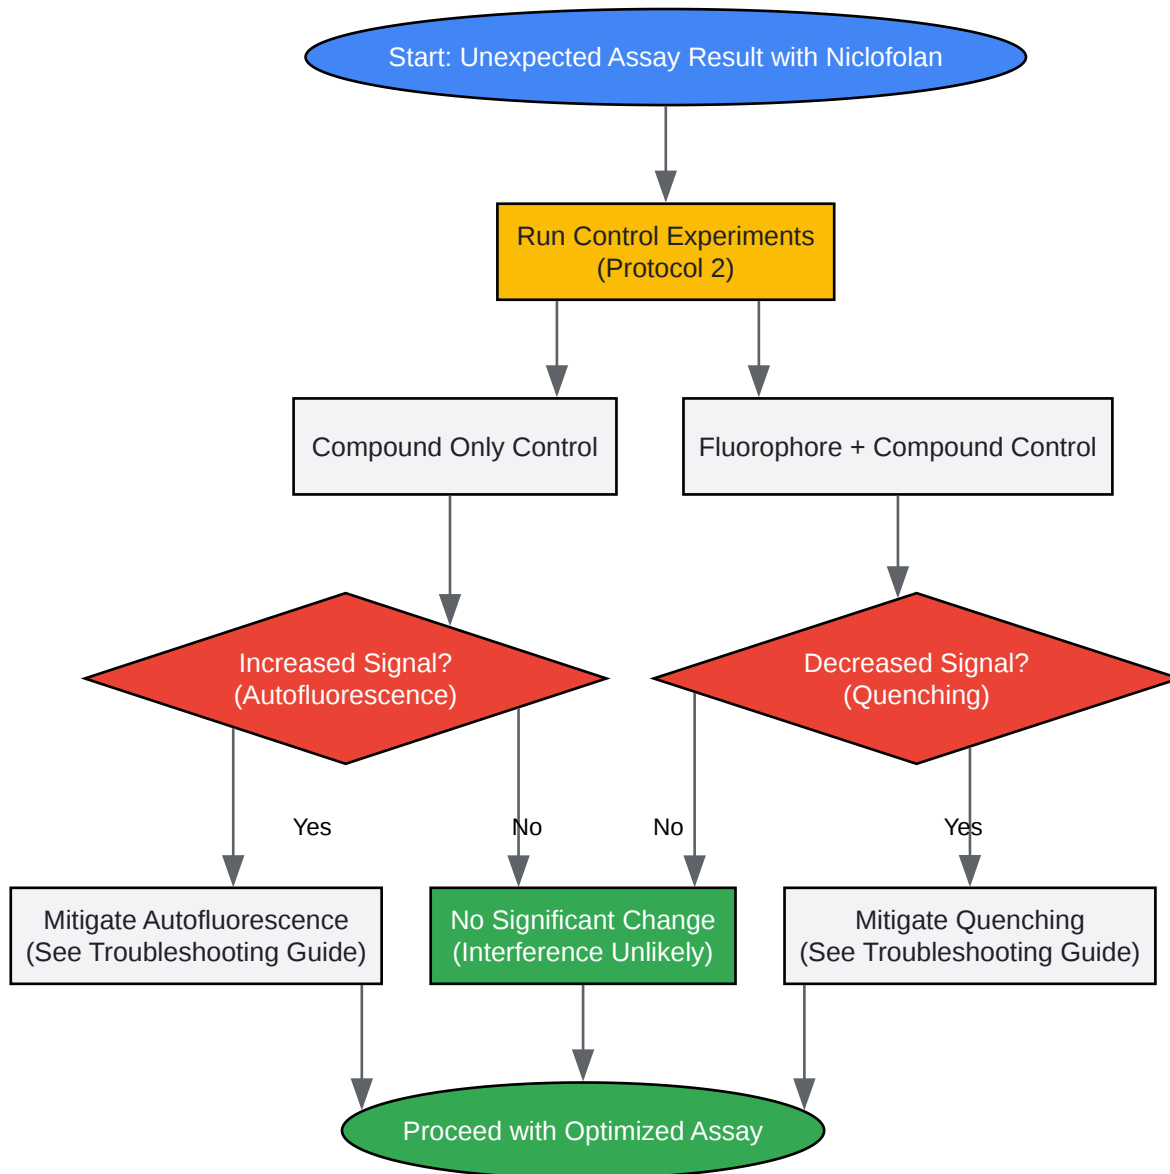 Start: Unexpected Assay Result with Niclofolan
Run Control Experiments
(Protocol 2)
Compound Only Control
Fluorophore + Compound Control
Increased Signal?
(Autofluorescence)
Decreased Signal?
(Quenching)
Yes
No
No
Yes
Mitigate Autofluorescence
(See Troubleshooting Guide)
No Significant Change
(Interference Unlikely)
Mitigate Quenching
(See Troubleshooting Guide)
Proceed with Optimized Assay